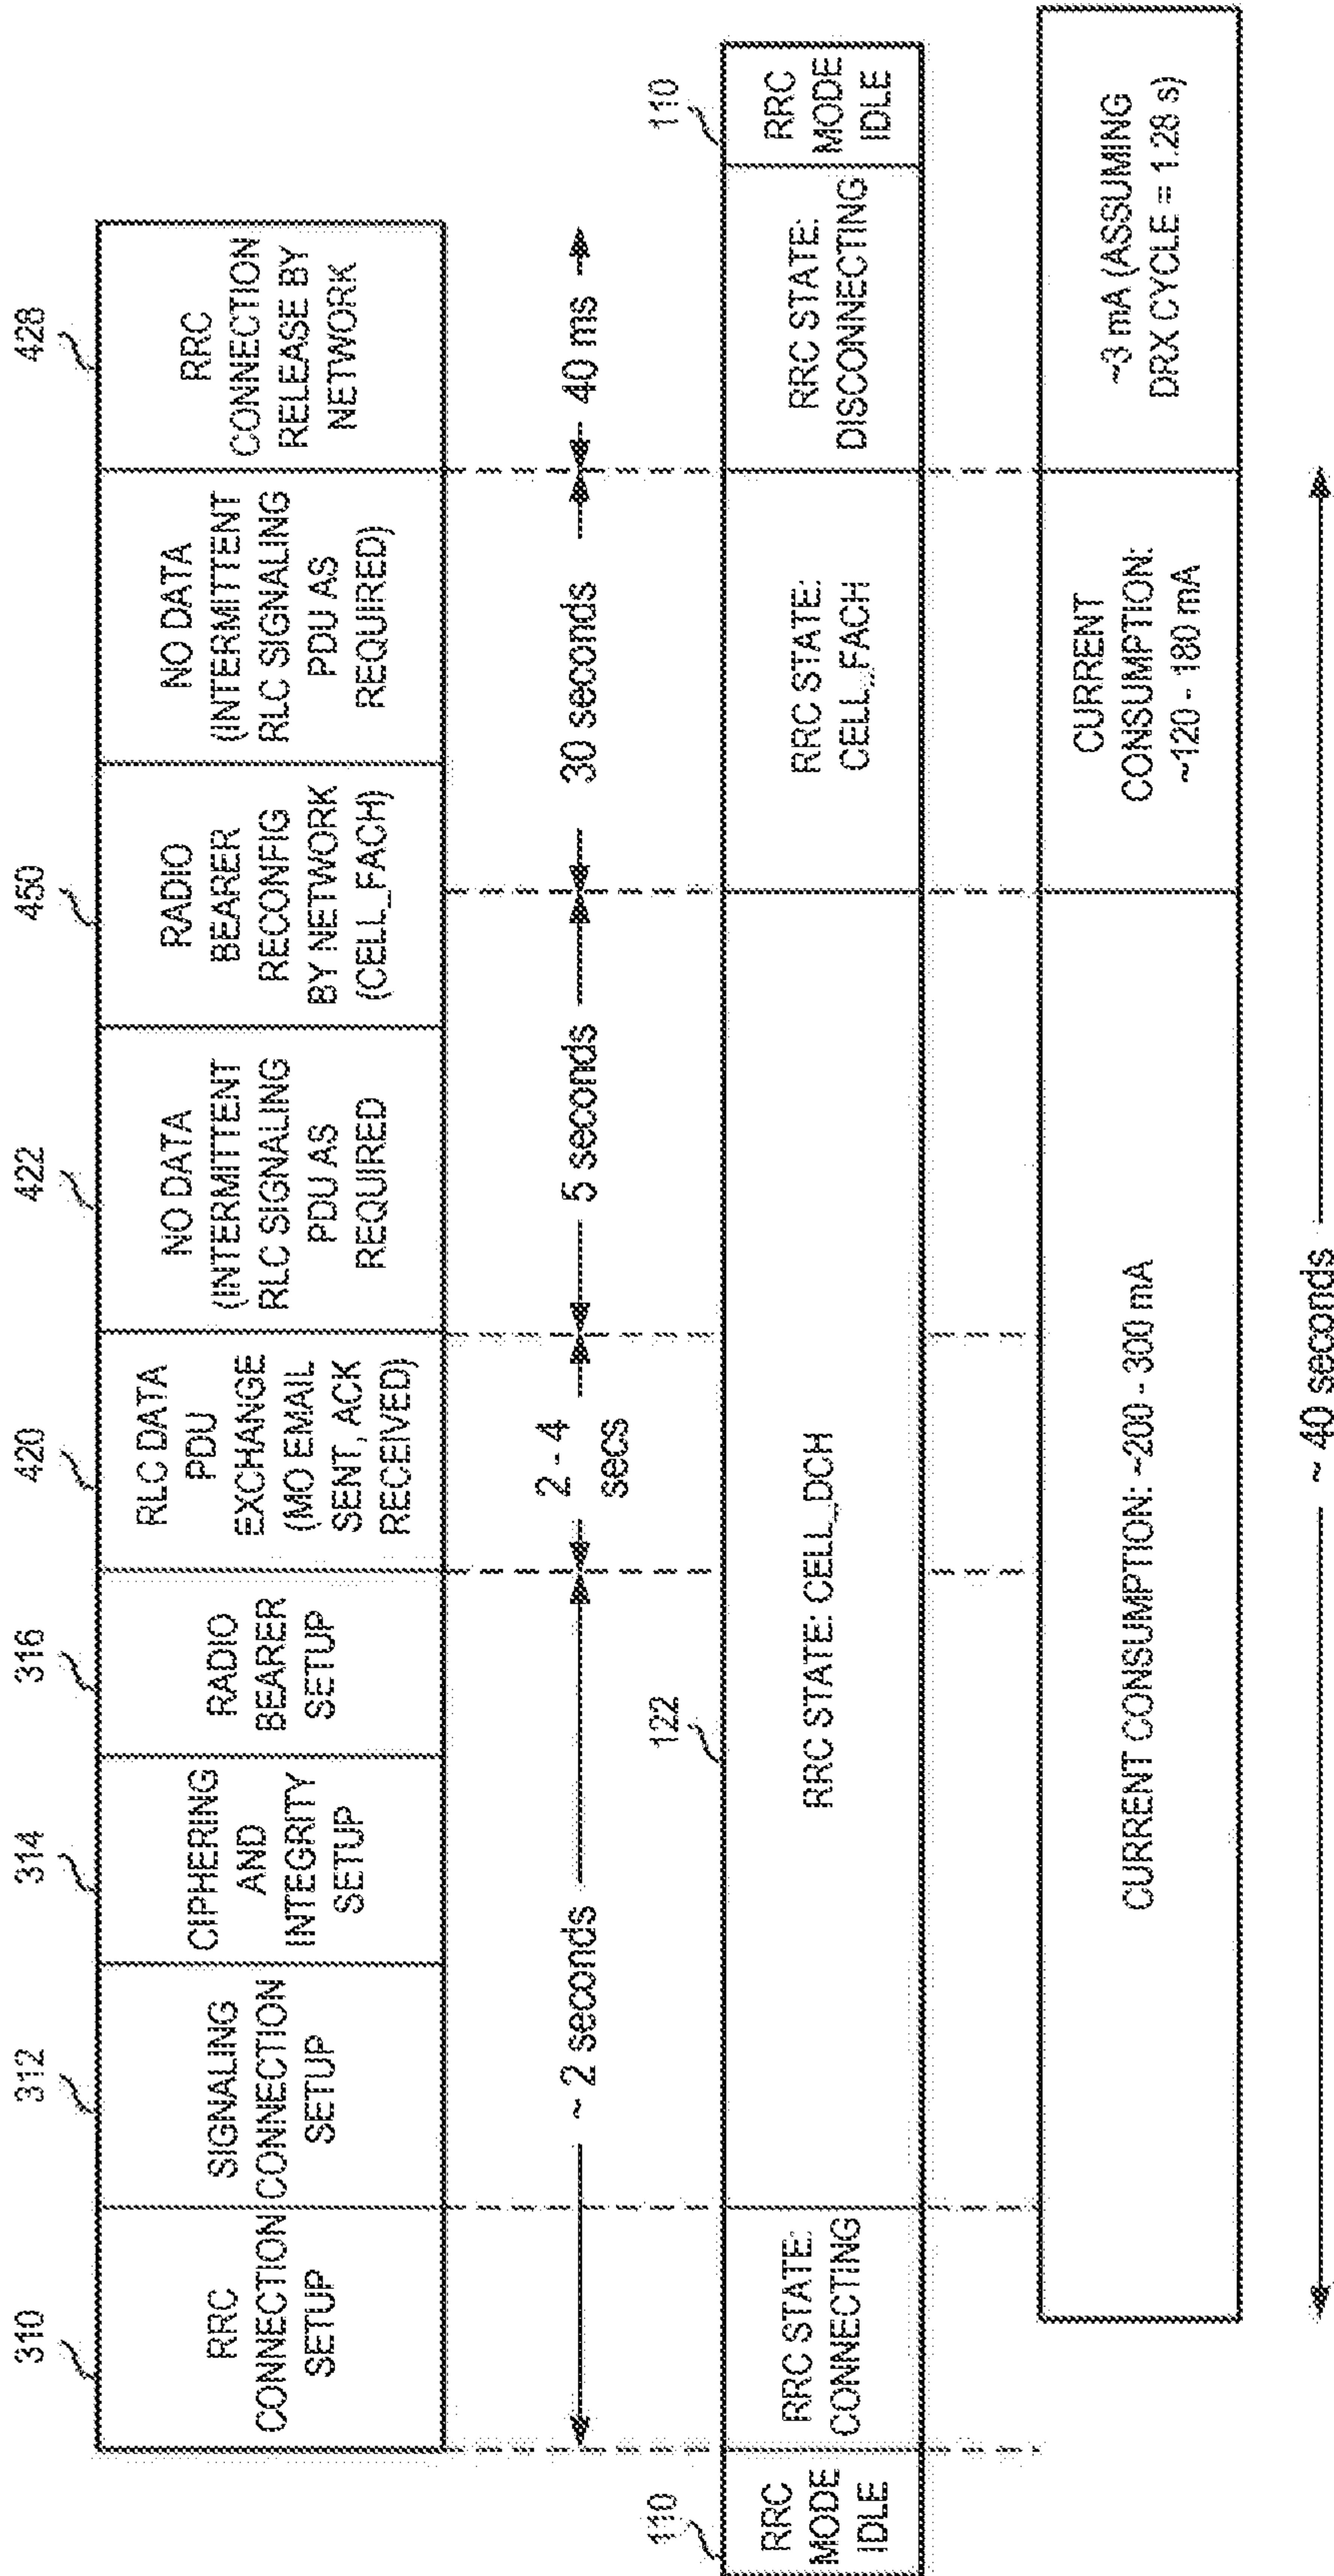 310
312
314
316
420
422
450
428
RRC
CONNECTION
SETUP
SIGNALING
CONNECTION
SETUP
CIPHERING
AND
INTEGRITY
SETUP
RADIO
BEARER
SETUP
RLC DATA
PDU
EXCHANGE
(MO EMAIL
SENT, ACK
RECEIVED)
NO DATA
(INTERMITTENT
RLC SIGNALING
PDU AS
REQUIRED
RADIO
BEARER
RECONFIG
BY NETWORK
(CELL_FACH)
NO DATA
(INTERMITTENT
RLC SIGNALING
PDU AS
REQUIRED)
RRC
CONNECTION
RELEASE BY
NETWORK
~ 2 seconds
2 - 4
secs
5 seconds
30 seconds
40 ms
110
122
110
RRC
MODE
IDLE
RRC STATE:
CONNECTING
RRC STATE: CELL_DCH
RRC STATE:
CELL_FACH
RRC STATE:
DISCONNECTING
RRC
MODE
IDLE
CURRENT CONSUMPTION: ~200 - 300 mA
CURRENT
CONSUMPTION:
~120 - 180 mA
~3 mA (ASSUMING
DRX CYCLE = 1.28 s)
~ 40 seconds